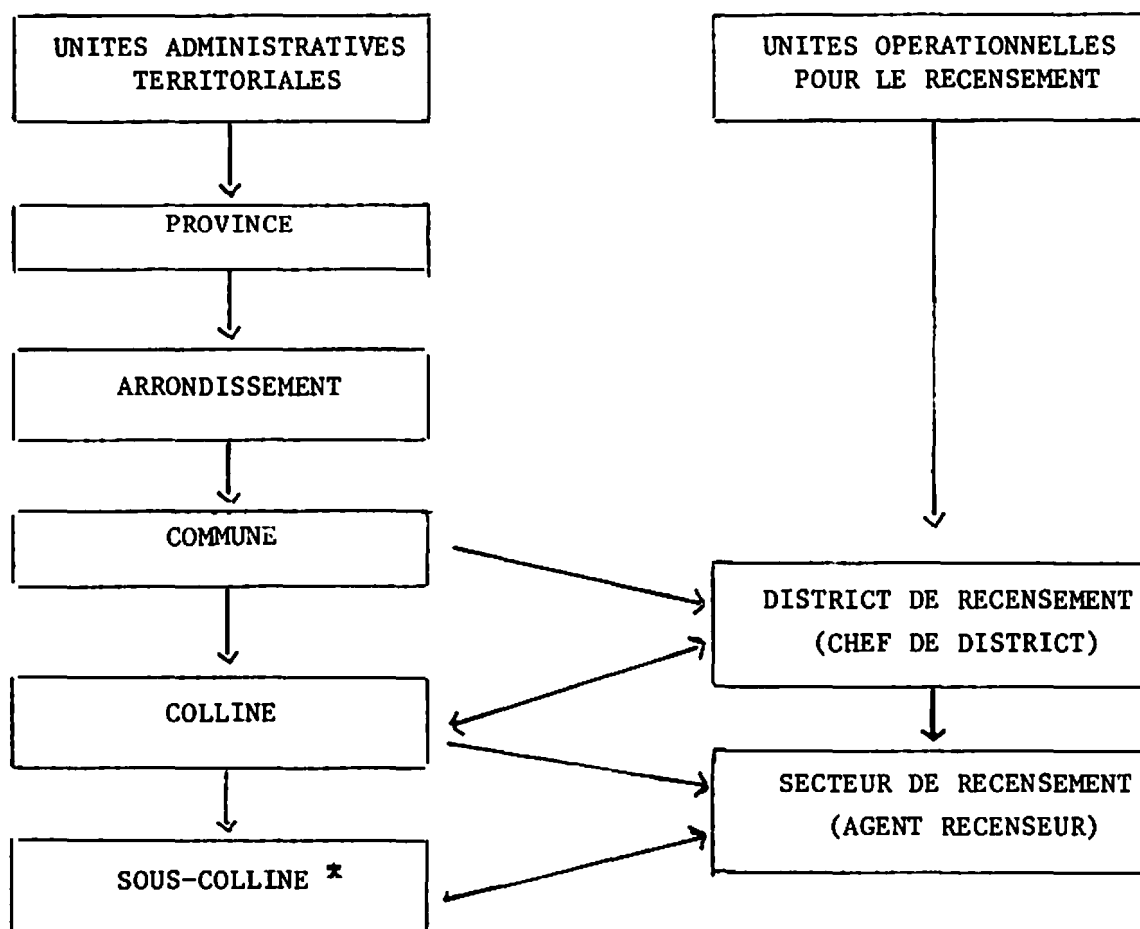 UNITES ADMINISTRATIVES
TERRITORIALES
PROVINCE
ARRONDISSEMENT
COMMUNE
COLLINE
SOUS-COLLINE *
UNITES OPERATIONNELLES
POUR LE RECENSEMENT
DISTRICT DE RECENSEMENT
(CHEF DE DISTRICT)
SECTEUR DE RECENSEMENT
(AGENT RECENSEUR)